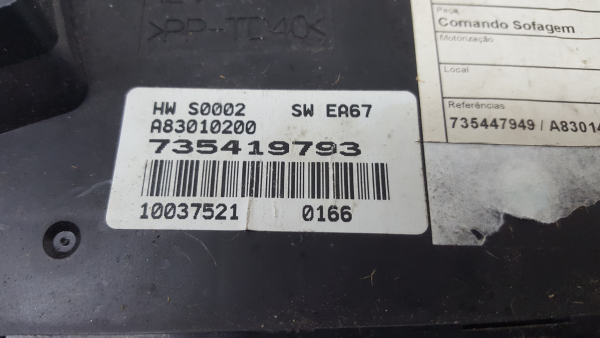 >PP-TD40<
HW S0002 SW EA67
A83010200
735419793
10037521 0166
Peça
Comando Sofagem
Motorização
Local
Referências
735447949 / A83014